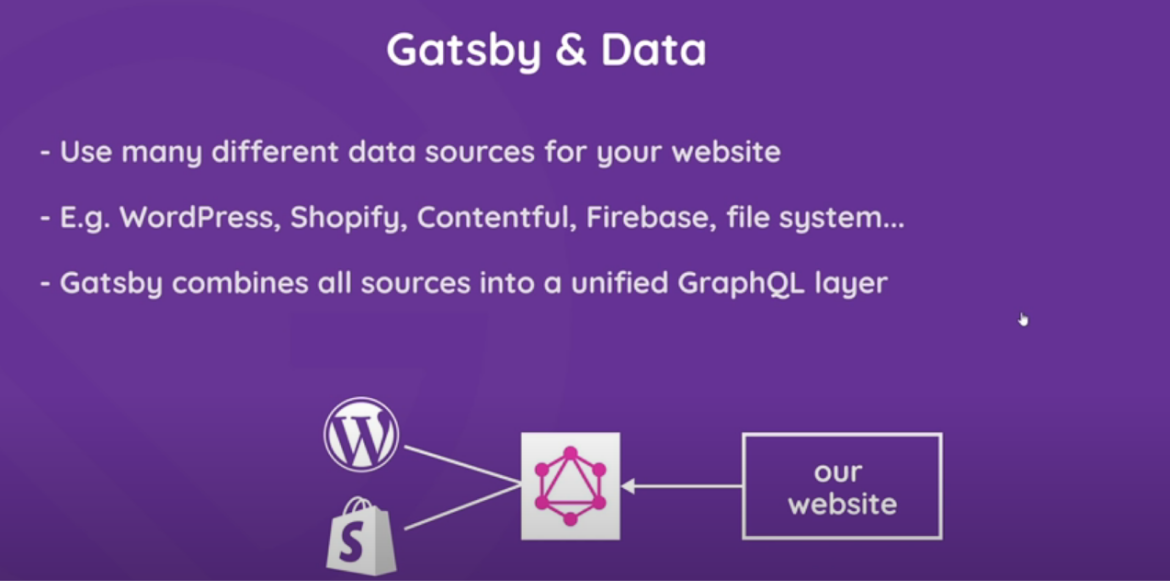 Gatsby & Data
- Use many different data sources for your website
- E.g. WordPress, Shopify, Contentful, Firebase, file system...
- Gatsby combines all sources into a unified GraphQL layer
W
S
our
website